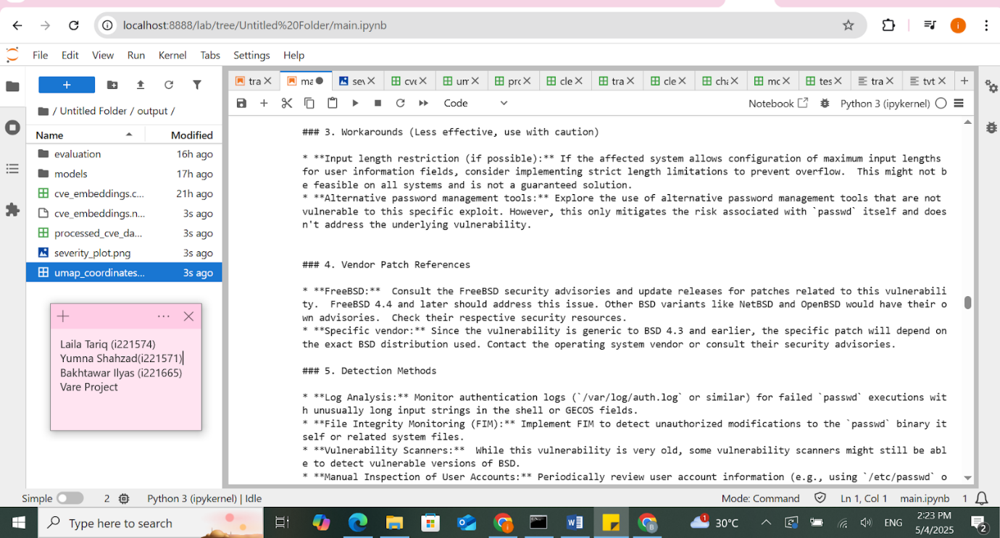 localhost:8888/lab/tree/Untitled%20Folder/main.ipynb
i
File Edit View Run Kernel Tabs Settings Help
tra ma sev cve um pro cle tra cle cha mo tes tra tvt
/ Untitled Folder / output /
Code
Notebook
Python 3 (ipykernel)
Name Modified
evaluation 16h ago
models 17h ago
cve_embeddings.c... 21h ago
cve_embeddings.n... 3s ago
processed_cve_da... 3s ago
severity_plot.png 3s ago
umap_coordinates... 3s ago
Laila Tariq (i221574)
Yumna Shahzad(i221571)
Bakhtawar Ilyas (i221665)
Vare Project
### 3. Workarounds (Less effective, use with caution)
* **Input length restriction (if possible):** If the affected system allows configuration of maximum input lengths
for user information fields, consider implementing strict length limitations to prevent overflow.  This might not b
e feasible on all systems and is not a guaranteed solution.
* **Alternative password management tools:** Explore the use of alternative password management tools that are not
vulnerable to this specific exploit. However, this only mitigates the risk associated with `passwd` itself and does
n't address the underlying vulnerability.
### 4. Vendor Patch References
* **FreeBSD:**  Consult the FreeBSD security advisories and update releases for patches related to this vulnerabili
ty.  FreeBSD 4.4 and later should address this issue. Other BSD variants like NetBSD and OpenBSD would have their o
wn advisories.  Check their respective security resources.
* **Specific vendor:** Since the vulnerability is generic to BSD 4.3 and earlier, the specific patch will depend on
the exact BSD distribution used. Contact the operating system vendor or consult their security advisories.
### 5. Detection Methods
* **Log Analysis:** Monitor authentication logs (`/var/log/auth.log` or similar) for failed `passwd` executions wit
h unusually long input strings in the shell or GECOS fields.
* **File Integrity Monitoring (FIM):** Implement FIM to detect unauthorized modifications to the `passwd` binary it
self or related system files.
* **Vulnerability Scanners:**  While this vulnerability is very old, some vulnerability scanners might still be abl
e to detect vulnerable versions of BSD.
* **Manual Inspection of User Accounts:** Periodically review user account information (e.g., using `/etc/passwd` o
Simple 2 Python 3 (ipykernel) | Idle Mode: Command Ln 1, Col 1 main.ipynb 1
Type here to search
1 30°C ENG
2:23 PM
5/4/2025
2